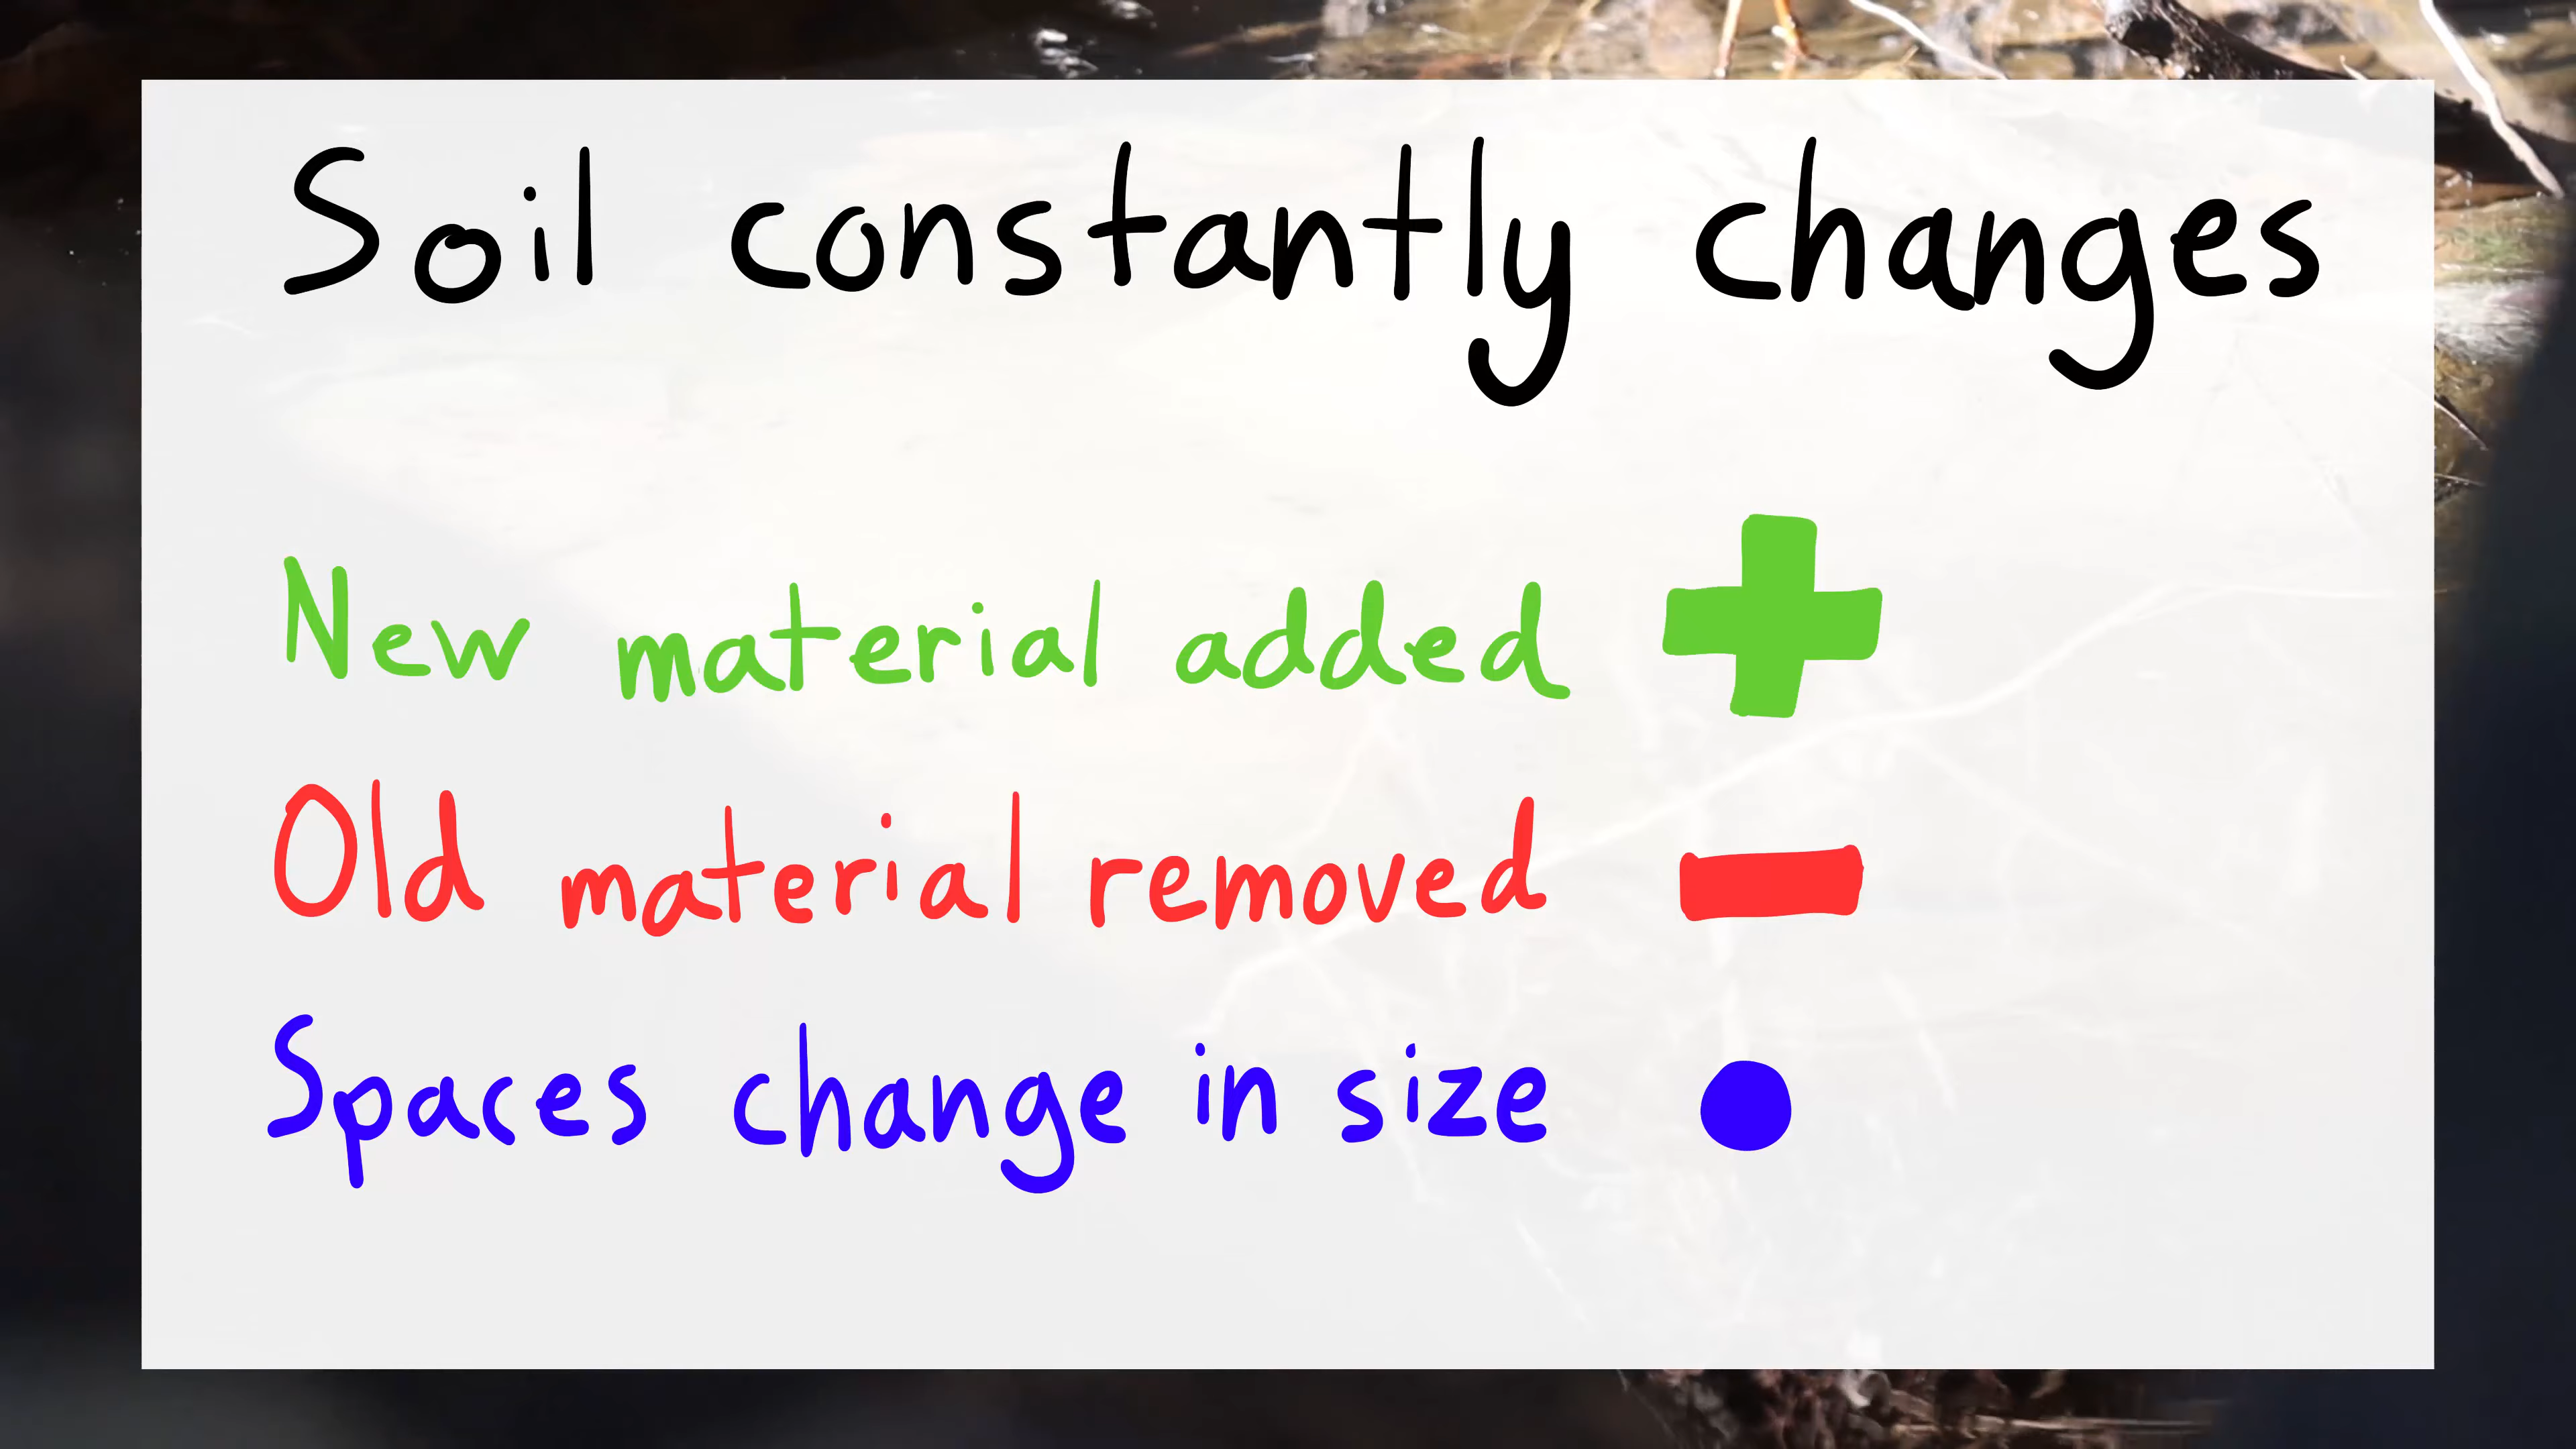 Soil constantly changes
New material added
Old material removed
Spaces change in size